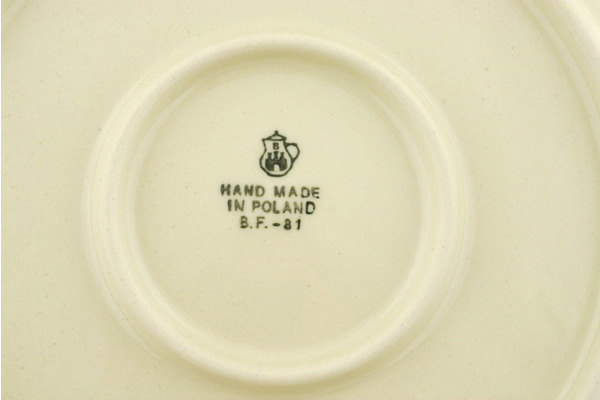 B
HAND MADE
IN POLAND
B.F.-81